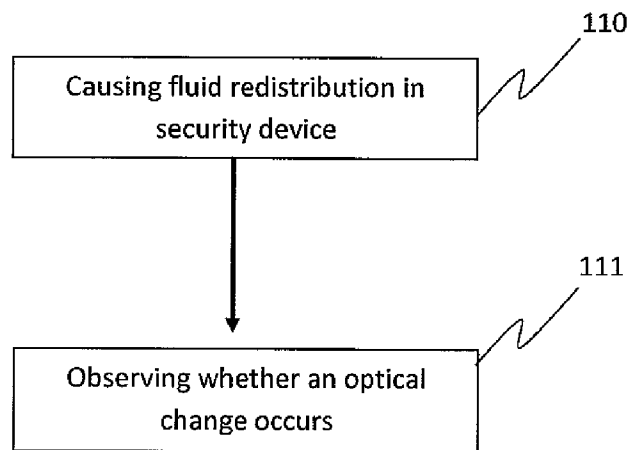 110
Causing fluid redistribution in
security device
111
Observing whether an optical
change occurs